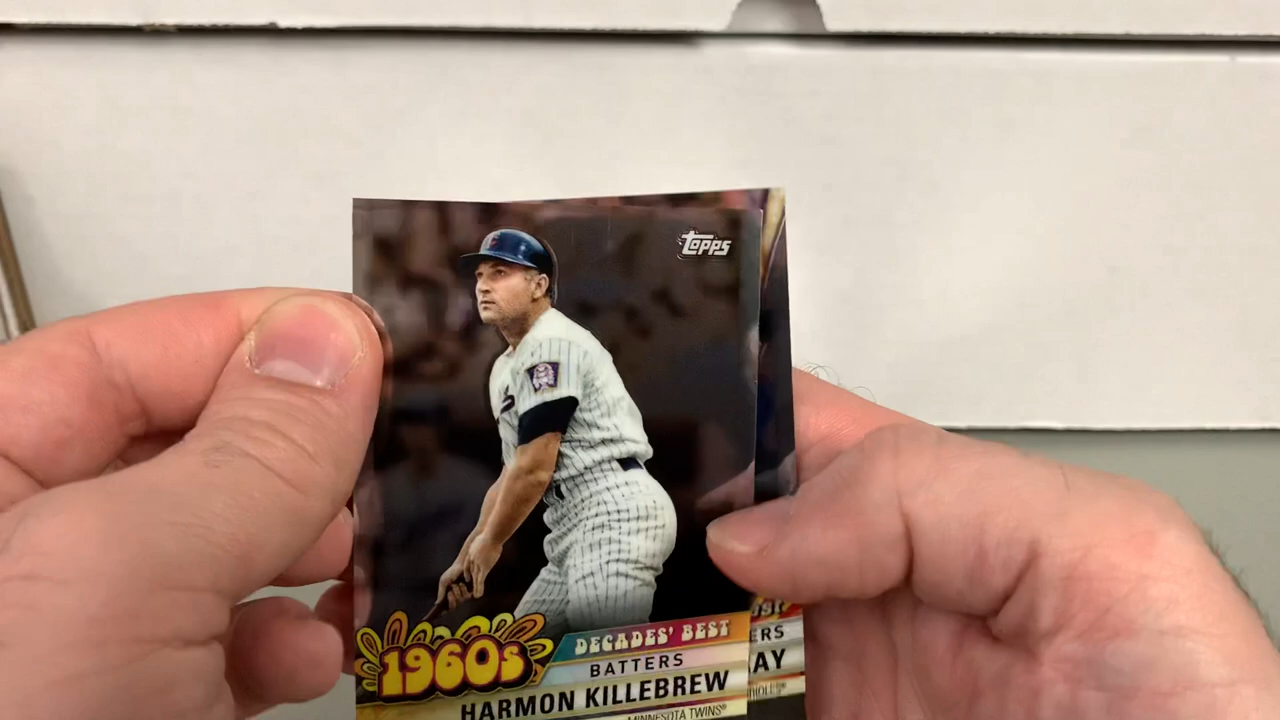 Topps
1960s
DECADES' BEST
BATTERS
HARMON KILLEBREW
MINNESOTA TWINS®
ERS
AY